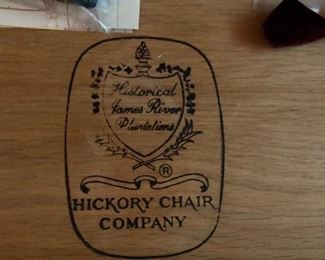 Historical
James River
Plantations
®
HICKORY CHAIR
COMPANY